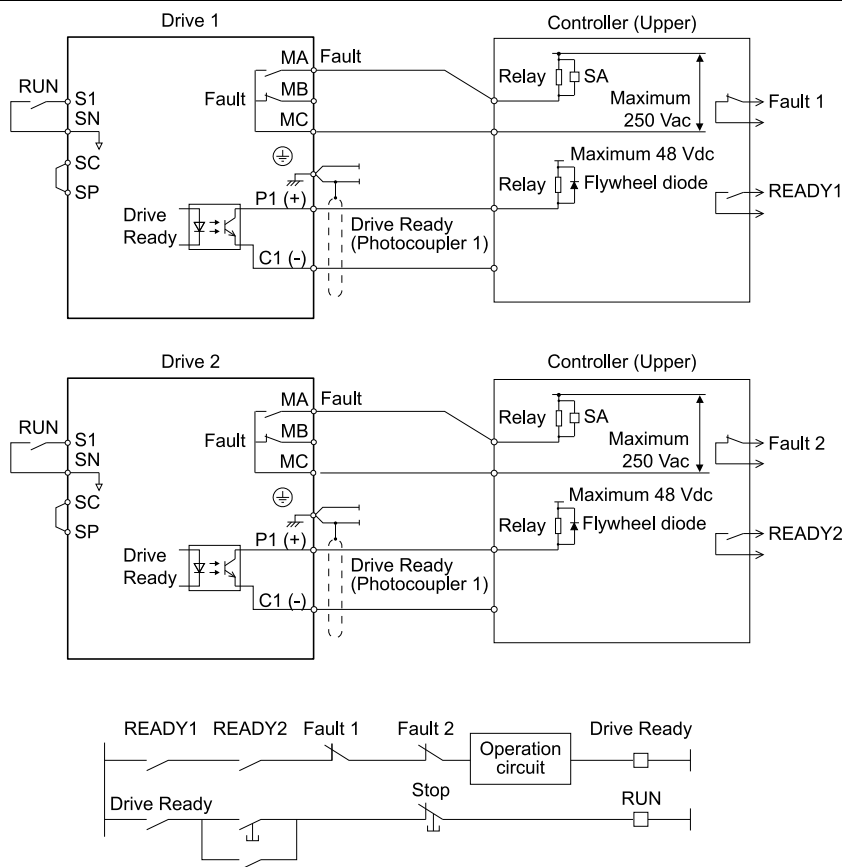 Drive 1
Controller (Upper)
MA Fault
RUN
S1
SN
SC
SP
Fault
MB
MC
Relay
SA
Maximum
250 Vac
Fault 1
Maximum 48 Vdc
Relay
Flywheel diode
READY1
P1 (+)
Drive
Ready
Drive Ready
(Photocoupler 1)
C1 (-)
Drive 2
Controller (Upper)
MA Fault
RUN
S1
SN
SC
SP
Fault
MB
MC
Relay
SA
Maximum
250 Vac
Fault 2
Maximum 48 Vdc
Relay
Flywheel diode
READY2
P1 (+)
Drive
Ready
Drive Ready
(Photocoupler 1)
C1 (-)
READY1 READY2 Fault 1 Fault 2
Operation
circuit
Drive Ready
Drive Ready
Stop
RUN